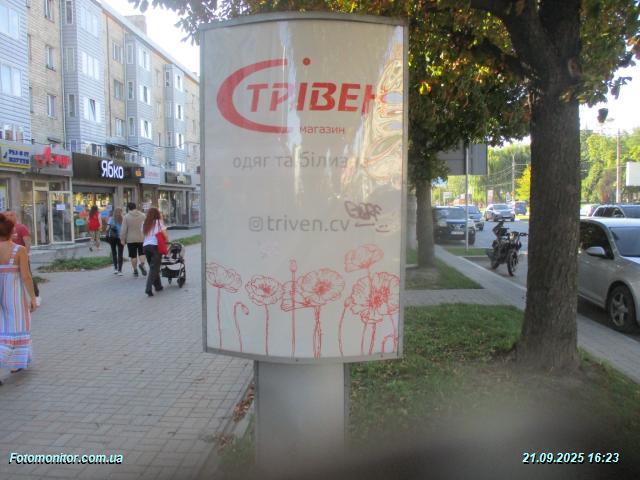 ТРІВЕН
магазин
одяг та білизна
@triven.cv
ЯБКО
Fotomonitor.com.ua
21.09.2025 16:23